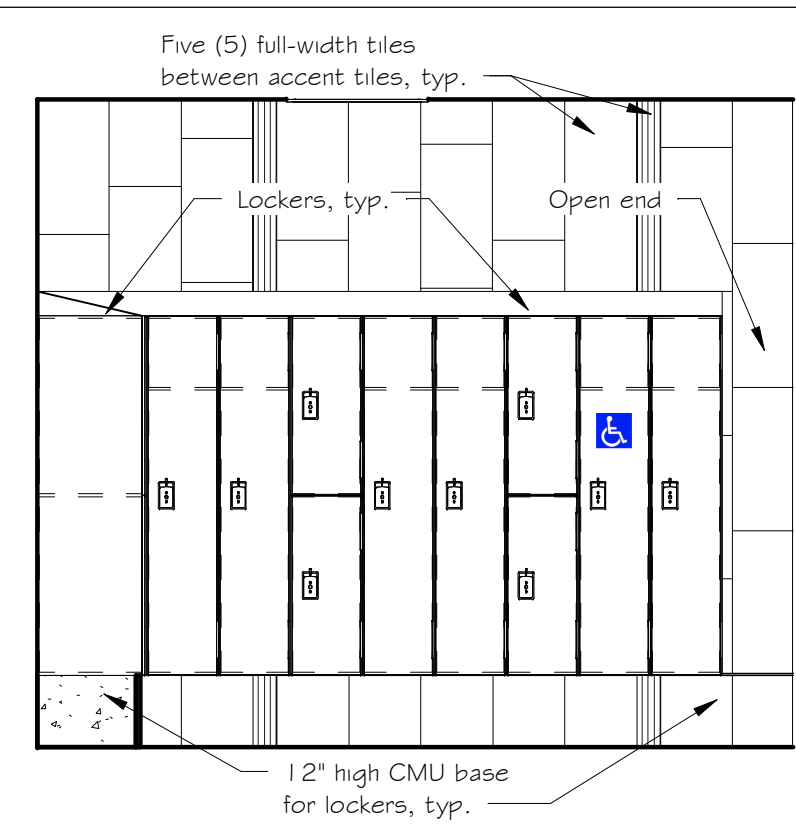 Five (5) full-width tiles
between accent tiles, typ.
Lockers, typ.
Open end
12" high CMU base
for lockers, typ.